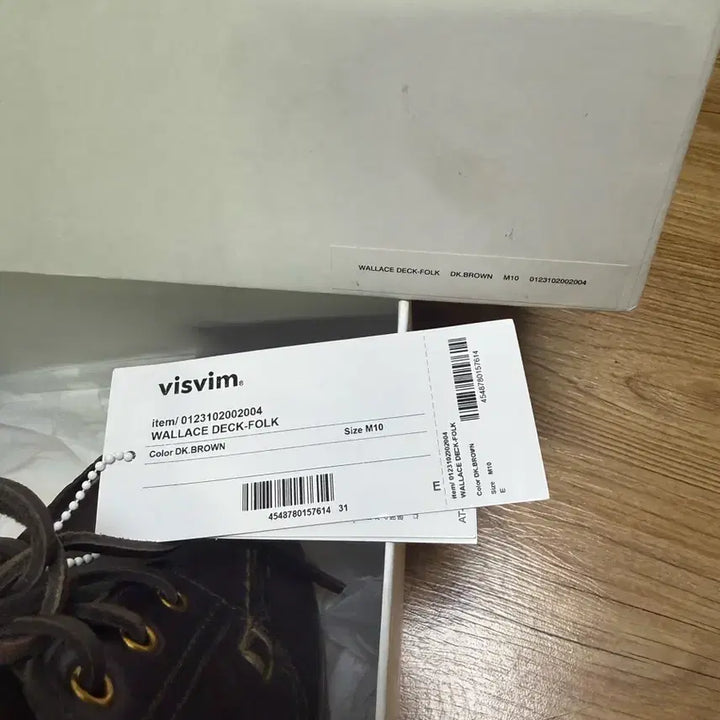 WALLACE DECK-FOLK DK.BROWN M10 0123102002004
visvim®
item/ 0123102002004
WALLACE DECK-FOLK
Color DK.BROWN Size M10
4548780157614 31
E
4548780157614
item/ 0123102002004
WALLACE DECK-FOLK
Color DK.BROWN
Size M10
E